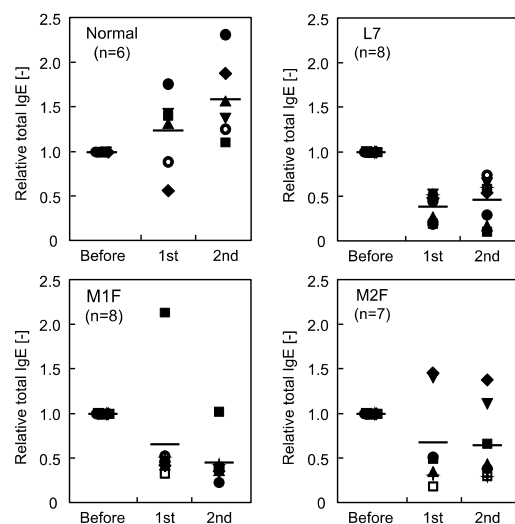 Normal
(n=6)
Relative total IgE [-]
2.5
2.0
1.5
1.0
0.5
0
Before 1st 2nd
L7
(n=8)
Relative total IgE [-]
2.5
2.0
1.5
1.0
0.5
0
Before 1st 2nd
M1F
(n=8)
Relative total IgE [-]
2.5
2.0
1.5
1.0
0.5
0.0
Before 1st 2nd
M2F
(n=7)
Relative total IgE [-]
2.5
2.0
1.5
1.0
0.5
0
Before 1st 2nd